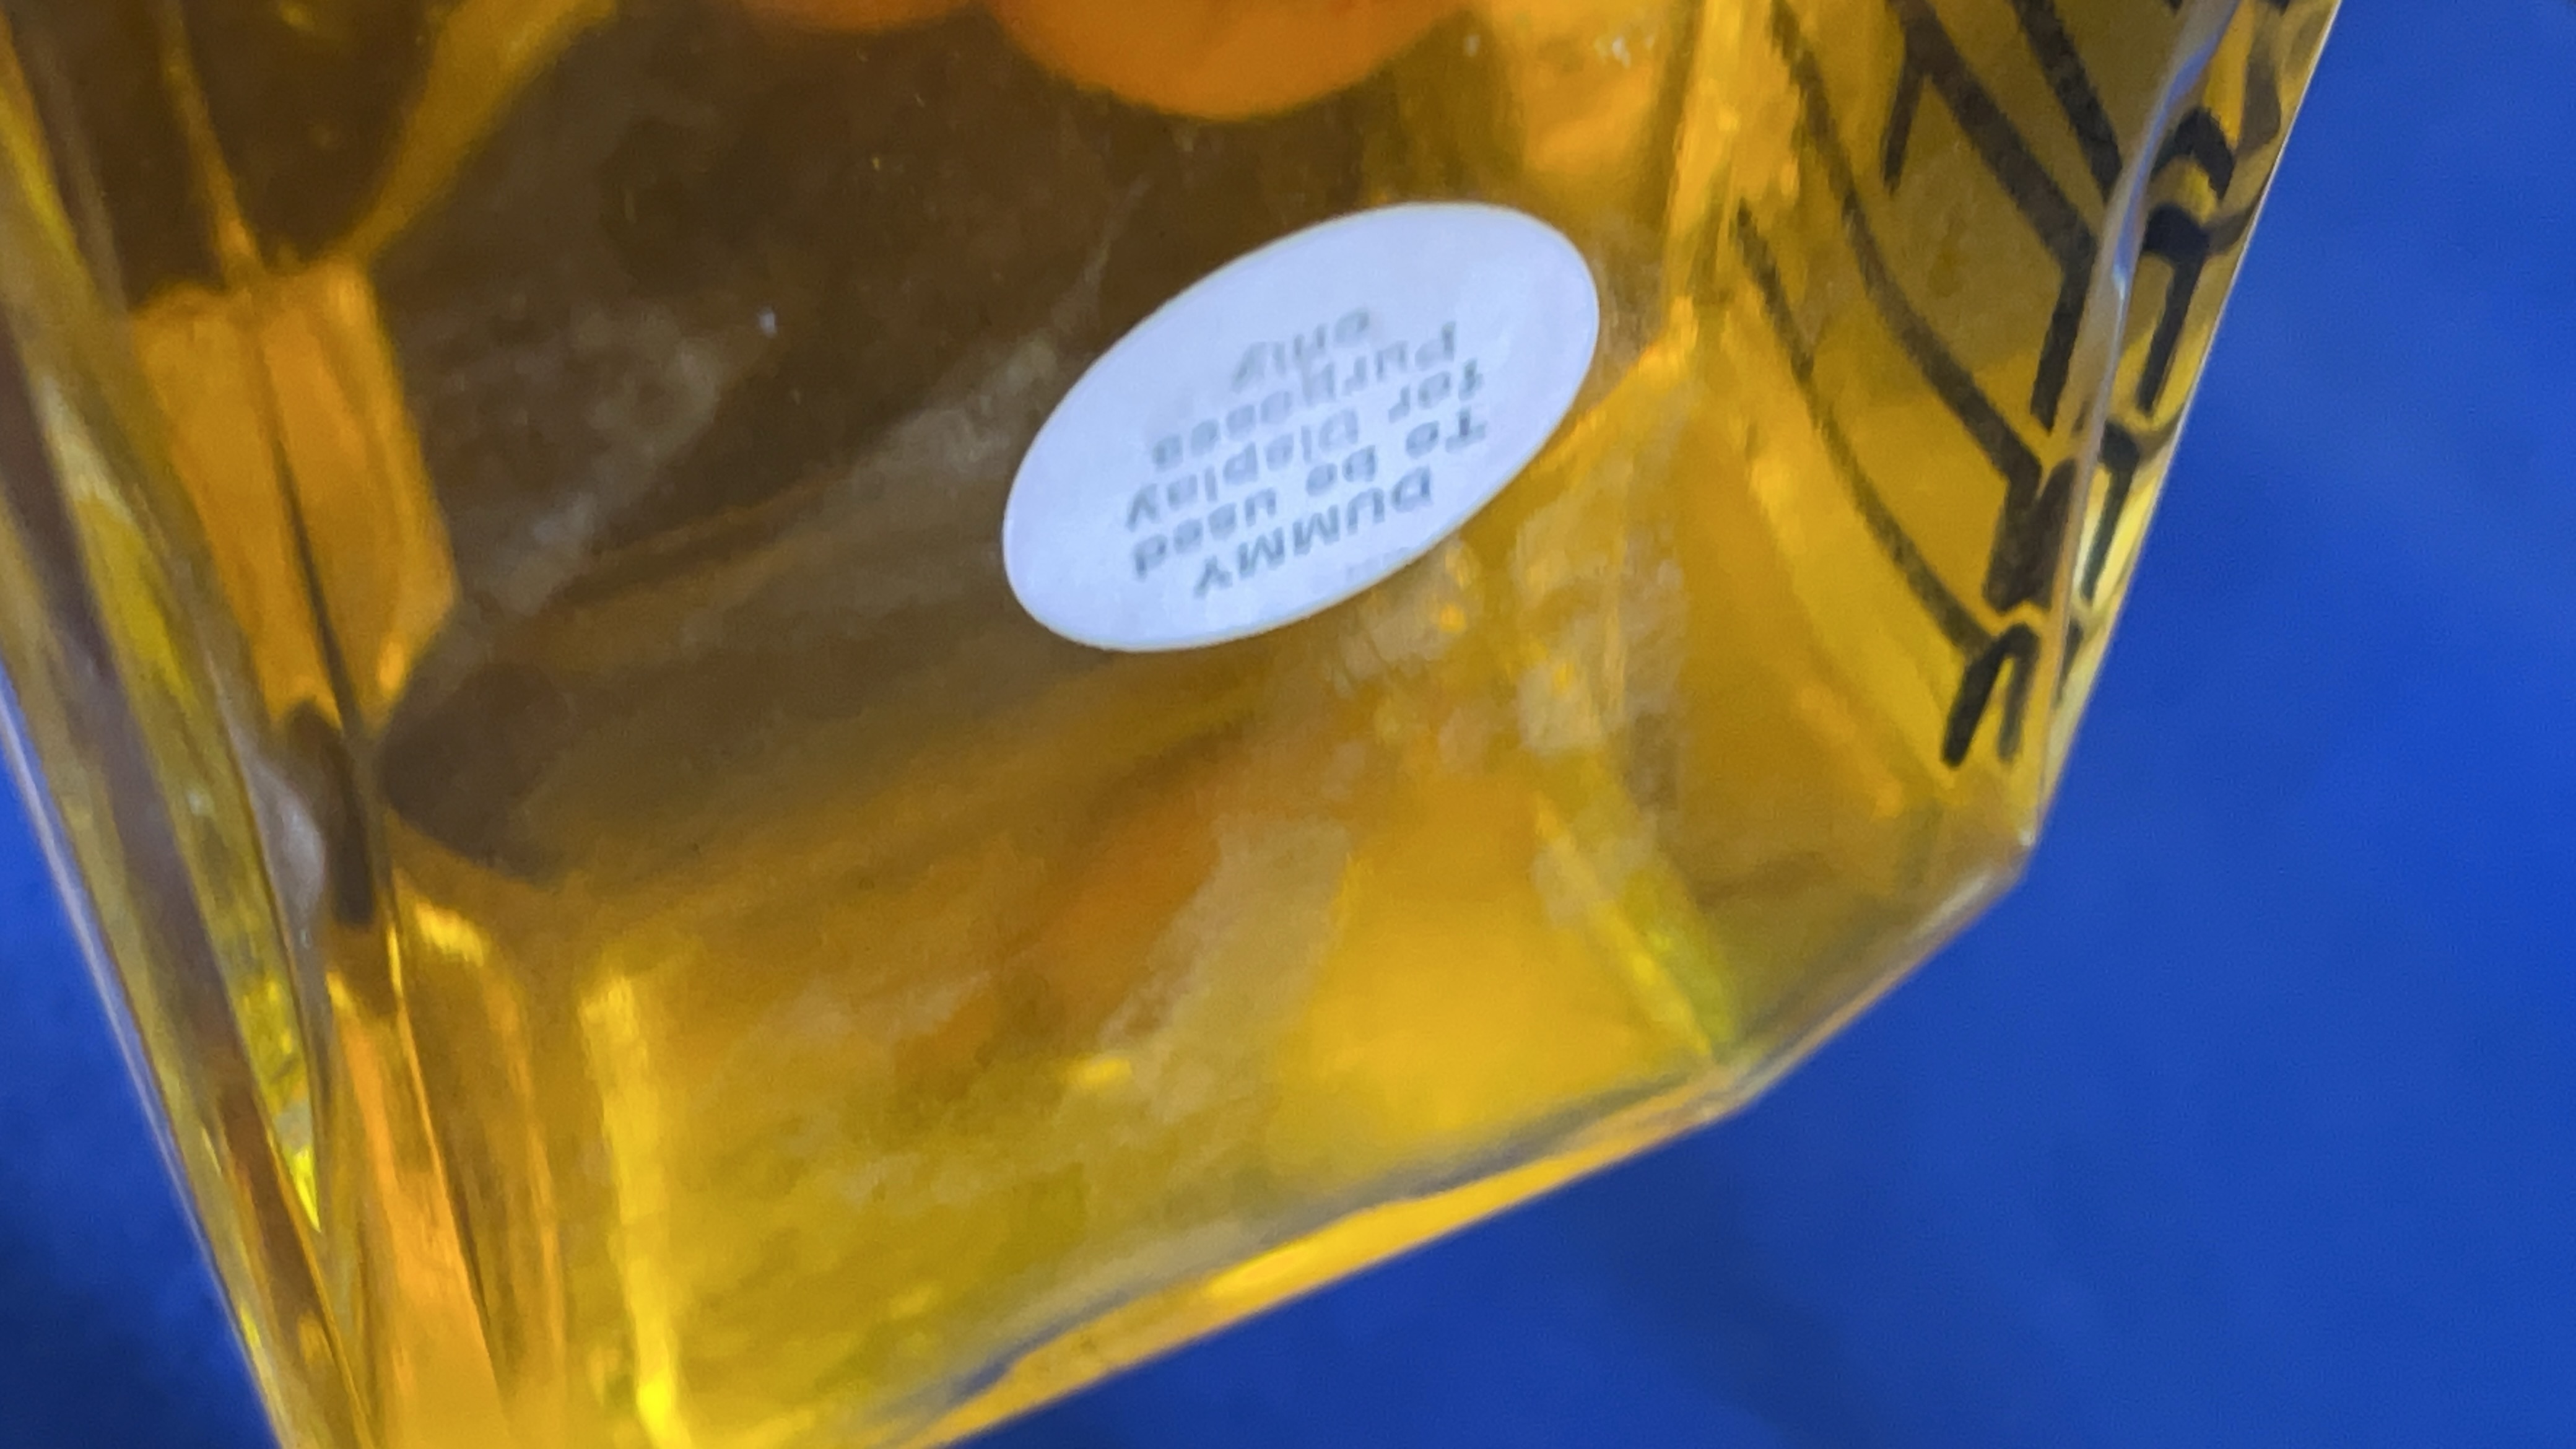 DUMMY
To be used
for Display
purposes
only